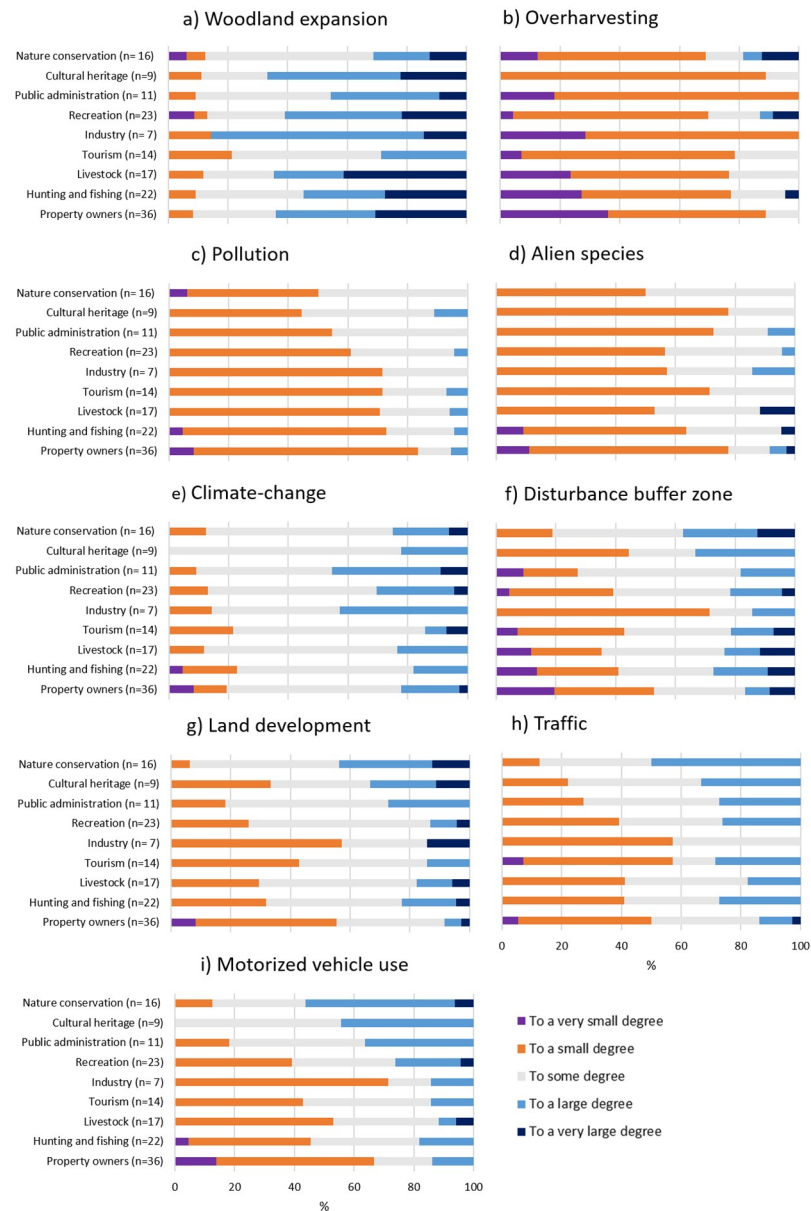 a) Woodland expansion
b) Overharvesting
Nature conservation (n= 16)
Cultural heritage (n=9)
Public administration (n= 11)
Recreation (n=23)
Industry (n= 7)
Tourism (n=14)
Livestock (n=17)
Hunting and fishing (n=22)
Property owners (n=36)
c) Pollution
d) Alien species
Nature conservation (n= 16)
Cultural heritage (n=9)
Public administration (n= 11)
Recreation (n=23)
Industry (n= 7)
Tourism (n=14)
Livestock (n=17)
Hunting and fishing (n=22)
Property owners (n=36)
e) Climate-change
f) Disturbance buffer zone
Nature conservation (n= 16)
Cultural heritage (n=9)
Public administration (n= 11)
Recreation (n=23)
Industry (n= 7)
Tourism (n=14)
Livestock (n=17)
Hunting and fishing (n=22)
Property owners (n=36)
g) Land development
h) Traffic
Nature conservation (n= 16)
Cultural heritage (n=9)
Public administration (n= 11)
Recreation (n=23)
Industry (n= 7)
Tourism (n=14)
Livestock (n=17)
Hunting and fishing (n=22)
Property owners (n=36)
0 20 40 60 80 100
%
i) Motorized vehicle use
Nature conservation (n= 16)
Cultural heritage (n=9)
Public administration (n= 11)
Recreation (n=23)
Industry (n= 7)
Tourism (n=14)
Livestock (n=17)
Hunting and fishing (n=22)
Property owners (n=36)
0 20 40 60 80 100
%
To a very small degree
To a small degree
To some degree
To a large degree
To a very large degree